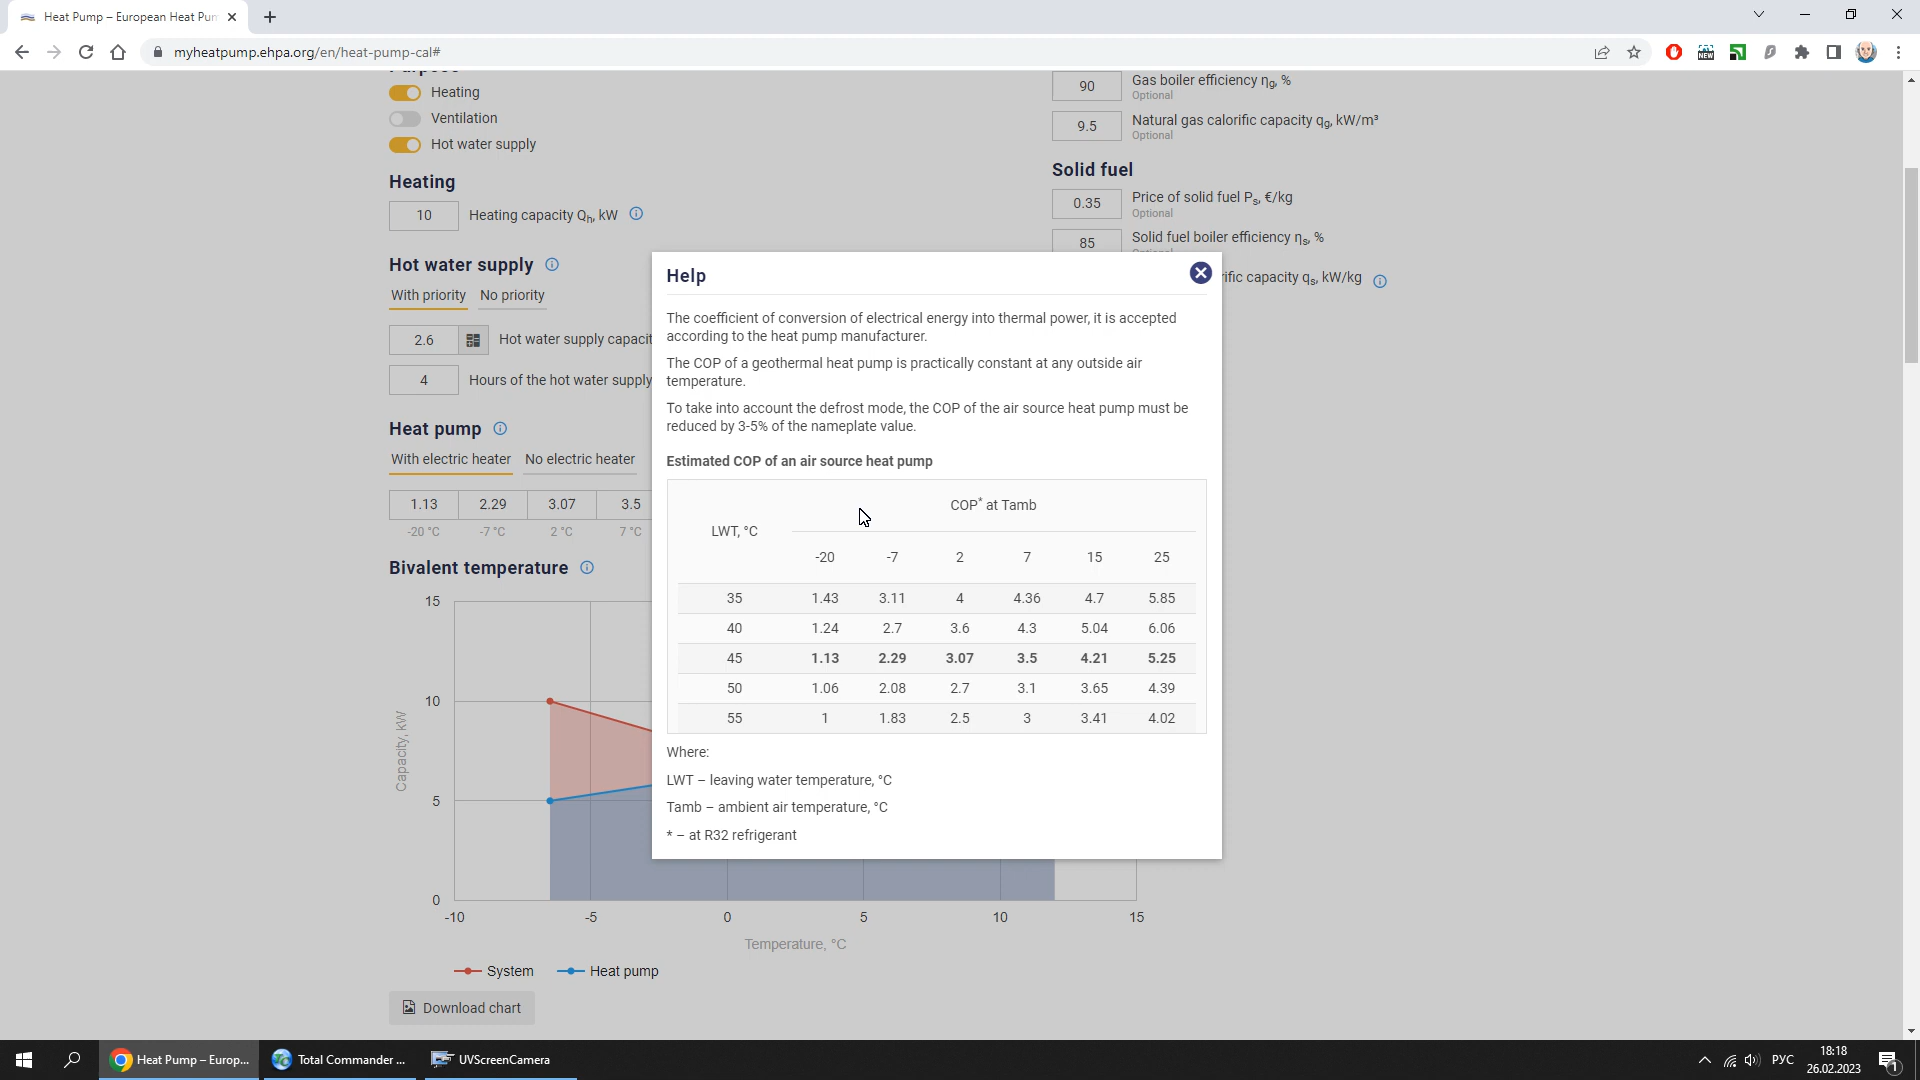 Heat Pump – European Heat Pum
myheatpump.ehpa.org/en/heat-pump-cal#
NEW
Purpose
Heating
Ventilation
Hot water supply
Heating
10 Heating capacity Qh, kW
Hot water supply
With priority No priority
2.6 Hot water supply capacit
4 Hours of the hot water supply
Heat pump
With electric heater No electric heater
1.13 2.29 3.07 3.5
-20 °C -7 °C 2 °C 7 °C
Bivalent temperature
15
10
5
0
Capacity, kW
-10 -5 0 5 10 15
Temperature, °C
System Heat pump
Download chart
90 Gas boiler efficiency ηg, %
Optional
9.5 Natural gas calorific capacity qg, kW/m³
Optional
Solid fuel
0.35 Price of solid fuel Ps, €/kg
Optional
85 Solid fuel boiler efficiency ηs, %
ific capacity qs, kW/kg
Help
The coefficient of conversion of electrical energy into thermal power, it is accepted
according to the heat pump manufacturer.
The COP of a geothermal heat pump is practically constant at any outside air
temperature.
To take into account the defrost mode, the COP of the air source heat pump must be
reduced by 3-5% of the nameplate value.
Estimated COP of an air source heat pump
COP* at Tamb
LWT, °C
-20 -7 2 7 15 25
35 1.43 3.11 4 4.36 4.7 5.85
40 1.24 2.7 3.6 4.3 5.04 6.06
45 1.13 2.29 3.07 3.5 4.21 5.25
50 1.06 2.08 2.7 3.1 3.65 4.39
55 1 1.83 2.5 3 3.41 4.02
Where:
LWT – leaving water temperature, °C
Tamb – ambient air temperature, °C
* – at R32 refrigerant
Heat Pump – Europ... Total Commander ... UVScreenCamera
РУС
18:18
26.02.2023
1